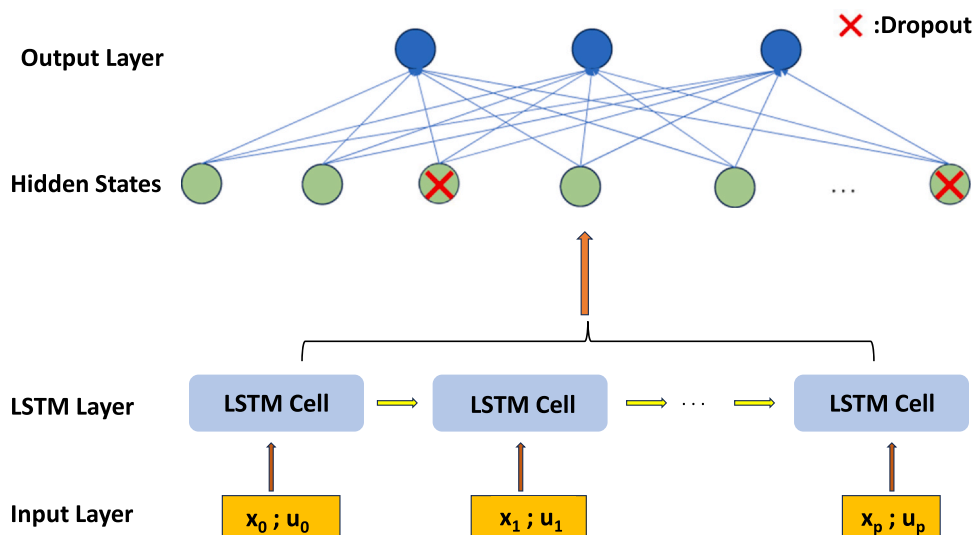 :Dropout
Output Layer
Hidden States
...
LSTM Layer
LSTM Cell
LSTM Cell
...
LSTM Cell
Input Layer
x₀ ; u₀
x₁ ; u₁
xₚ ; uₚ